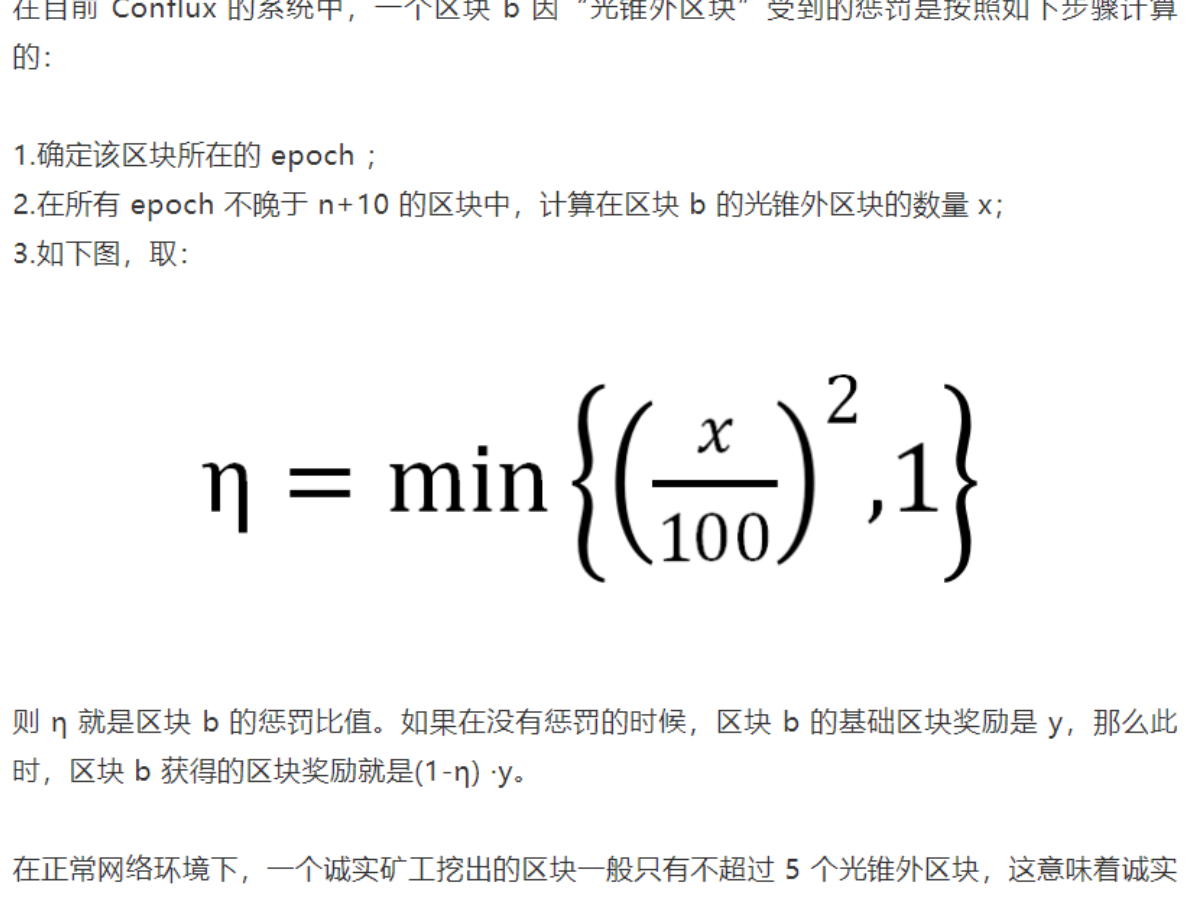 在目前 Conflux 的系统中，一个区块 b 因“光锥外区块”受到的惩罚是按照如下步骤计算
的：
1.确定该区块所在的 epoch ；
2.在所有 epoch 不晚于 n+10 的区块中，计算在区块 b 的光锥外区块的数量 x；
3.如下图，取：
η = min{(x/100)^2,1}
则 η 就是区块 b 的惩罚比值。如果在没有惩罚的时候，区块 b 的基础区块奖励是 y，那么此
时，区块 b 获得的区块奖励就是(1-η) ·y。
在正常网络环境下，一个诚实矿工挖出的区块一般只有不超过 5 个光锥外区块，这意味着诚实